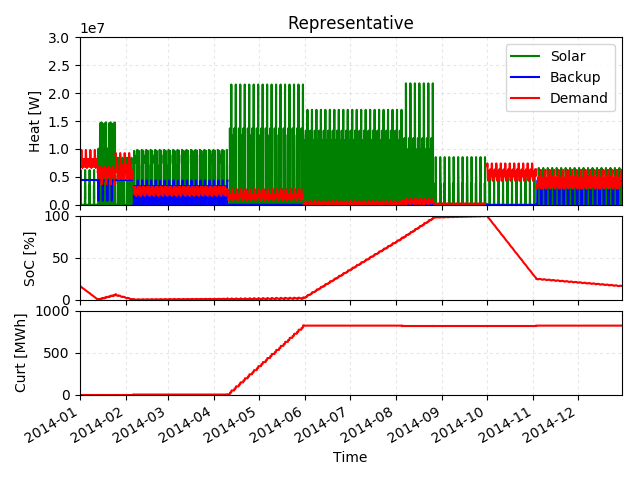 Representative
1e7
3.0
2.5
2.0
1.5
1.0
0.5
0.0
Heat [W]
Solar
Backup
Demand
100
50
0
SoC [%]
1000
500
0
Curt [MWh]
2014-01
2014-02
2014-03
2014-04
2014-05
2014-06
2014-07
2014-08
2014-09
2014-10
2014-11
2014-12
Time